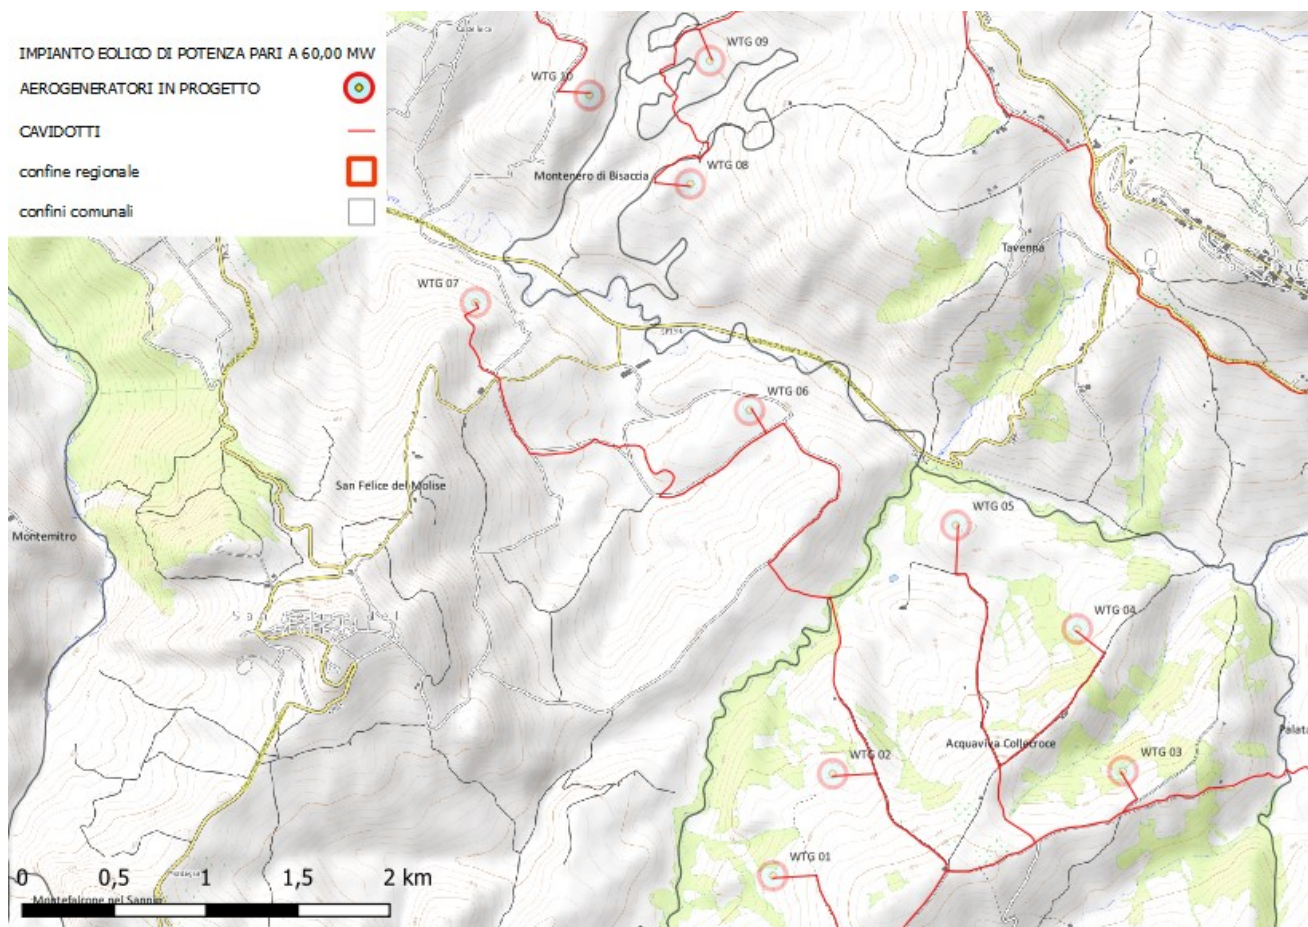 IMPIANTO EOLICO DI POTENZA PARI A 60,00 MW
AEROGENERATORI IN PROGETTO
CAVIDOTTI
confine regionale
confini comunali
WTG 09
WTG 10
WTG 08
Montenero di Bisaccia
Tavenna
WTG 07
WTG 06
San Felice del Molise
WTG 05
Montemitro
WTG 04
Acquaviva Collecroce
Palata
WTG 02
WTG 03
WTG 01
0 0,5 1 1,5 2 km
Montefalcone nel Sannio